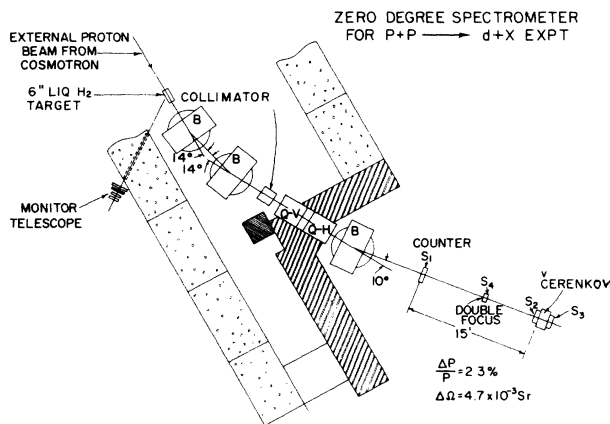 ZERO DEGREE SPECTROMETER
FOR P+P ⟶ d+X EXPT
EXTERNAL PROTON
BEAM FROM
COSMOTRON
6" LIQ H₂
TARGET
COLLIMATOR
B
14°
14°
B
MONITOR
TELESCOPE
Q-V
Q-H
B
10°
COUNTER
S₁
S₄
DOUBLE
FOCUS
ČERENKOV
S₂
S₃
15'
ΔP/P = 2.3%
ΔΩ = 4.7 x 10⁻³ Sr